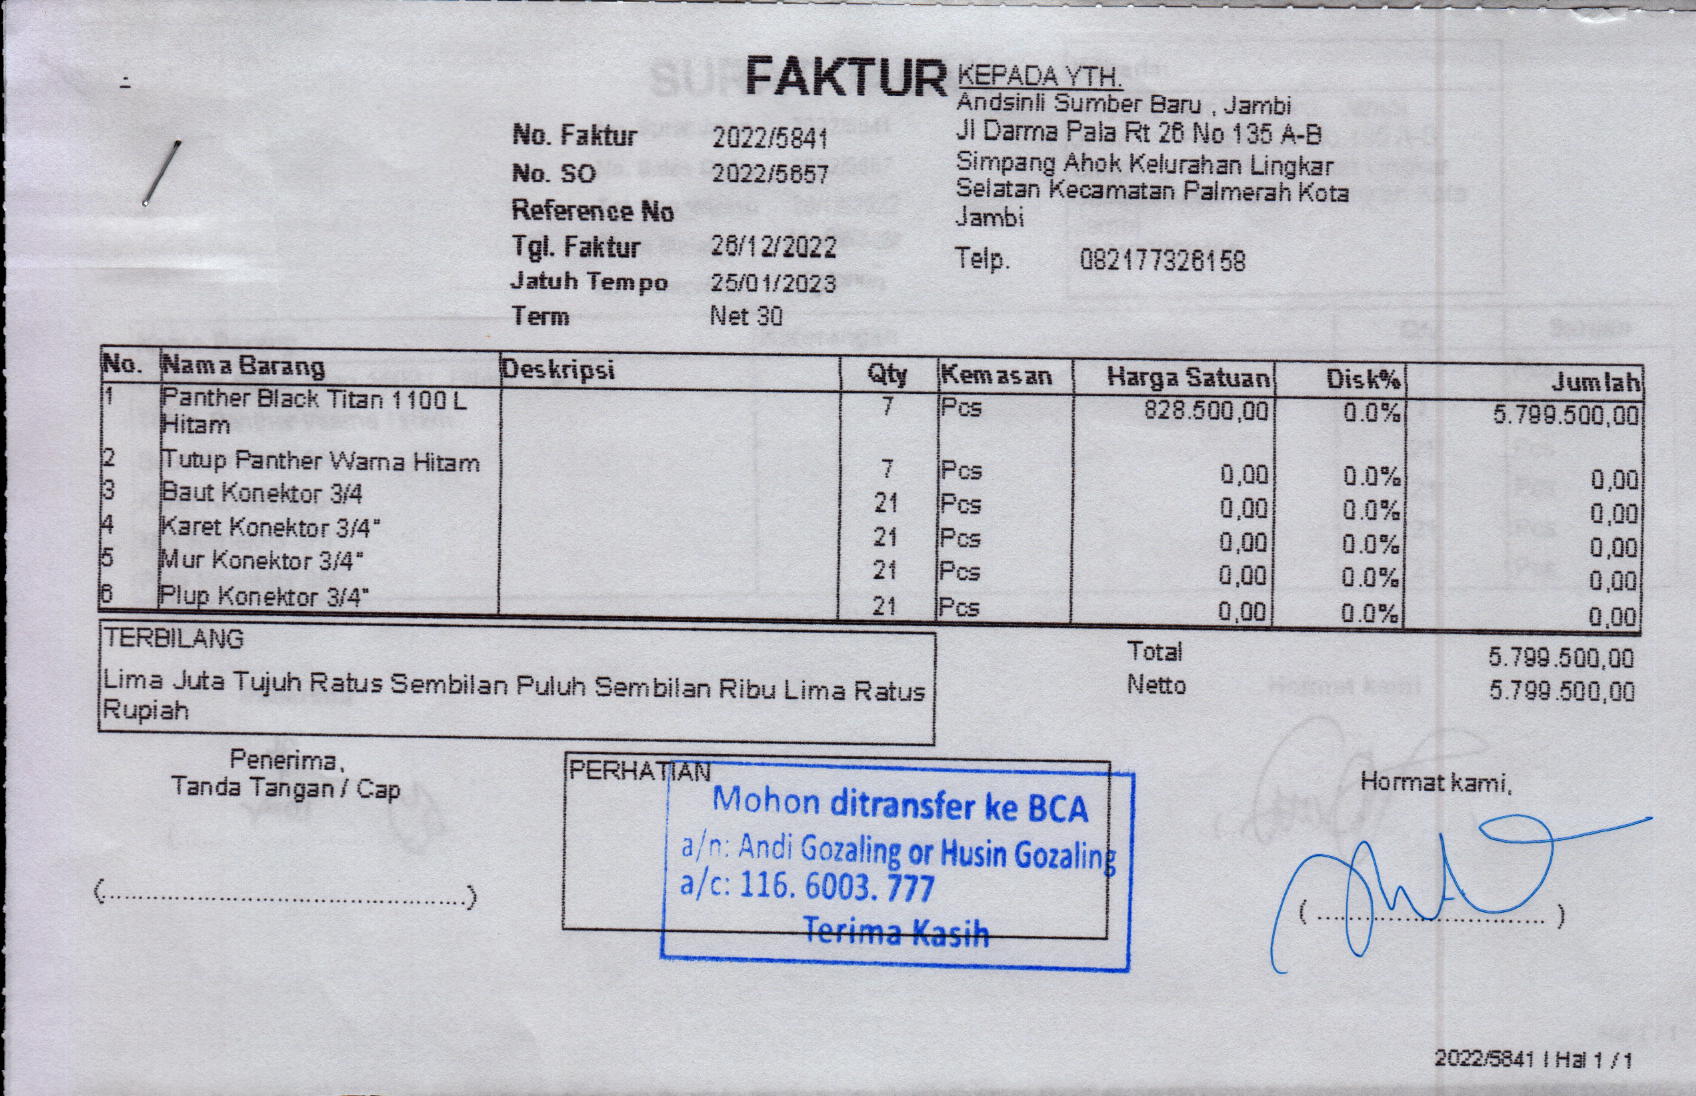 FAKTUR
No. Faktur 2022/5841
No. SO 2022/5657
Reference No
Tgl. Faktur 26/12/2022
Jatuh Tempo 25/01/2023
Term Net 30
KEPADA YTH.
Andsinli Sumber Baru , Jambi
Jl Darma Pala Rt 26 No 135 A-B
Simpang Ahok Kelurahan Lingkar
Selatan Kecamatan Palmerah Kota
Jambi
Telp. 082177326158
No. Nama Barang Deskripsi Qty Kemasan Harga Satuan Disk% Jumlah
1 Panther Black Titan 1100 L 7 Pcs 828.500,00 0.0% 5.799.500,00
Hitam
2 Tutup Panther Warna Hitam 7 Pcs 0,00 0.0% 0,00
3 Baut Konektor 3/4 21 Pcs 0,00 0.0% 0,00
4 Karet Konektor 3/4" 21 Pcs 0,00 0.0% 0,00
5 Mur Konektor 3/4" 21 Pcs 0,00 0.0% 0,00
6 Plup Konektor 3/4" 21 Pcs 0,00 0.0% 0,00
TERBILANG
Lima Juta Tujuh Ratus Sembilan Puluh Sembilan Ribu Lima Ratus
Rupiah
Total 5.799.500,00
Netto 5.799.500,00
Penerima,
Tanda Tangan / Cap
(...............................................)
PERHATIAN
Mohon ditransfer ke BCA
a/n: Andi Gozaling or Husin Gozaling
a/c: 116. 6003. 777
Terima Kasih
Hormat kami,
( ............................. )
2022/5841 | Hal 1 / 1